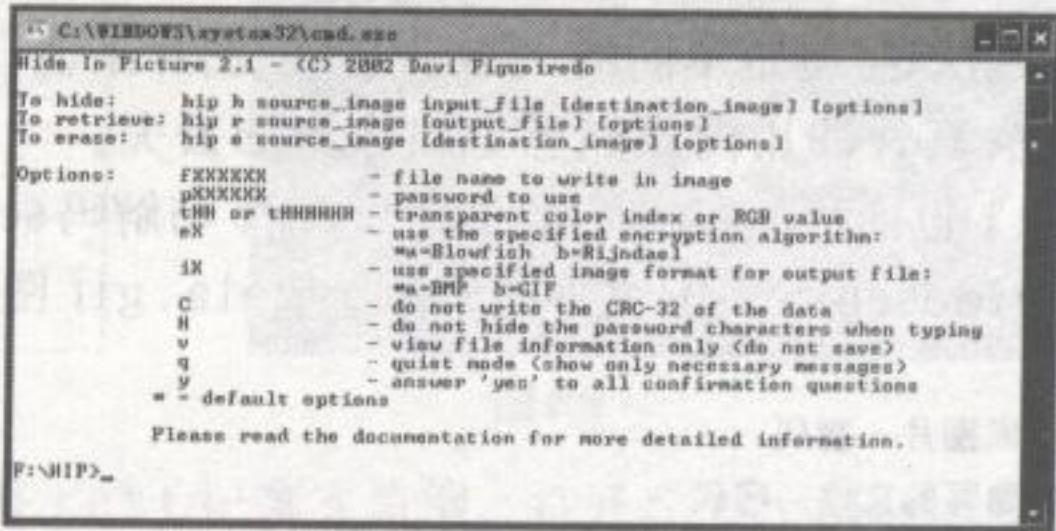 C:\WINDOWS\system32\cmd.exe
Hide In Picture 2.1 - (C) 2002 Davi Figueiredo
To hide: hip h source_image input_file [destination_image] [options]
To retrieve: hip r source_image [output_file] [options]
To erase: hip e source_image [destination_image] [options]
Options: fXXXXXX - file name to write in image
pXXXXXX - password to use
tHH or tHHHHHH - transparent color index or RGB value
eX - use the specified encryption algorithm:
*a=Blowfish b=Rijndael
iX - use specified image format for output file:
*a=BMP b=GIF
C - do not write the CRC-32 of the data
H - do not hide the password characters when typing
v - view file information only (do not save)
q - quiet mode (show only necessary messages)
y - answer 'yes' to all confirmation questions
* - default options
Please read the documentation for more detailed information.
F:\HIP>_